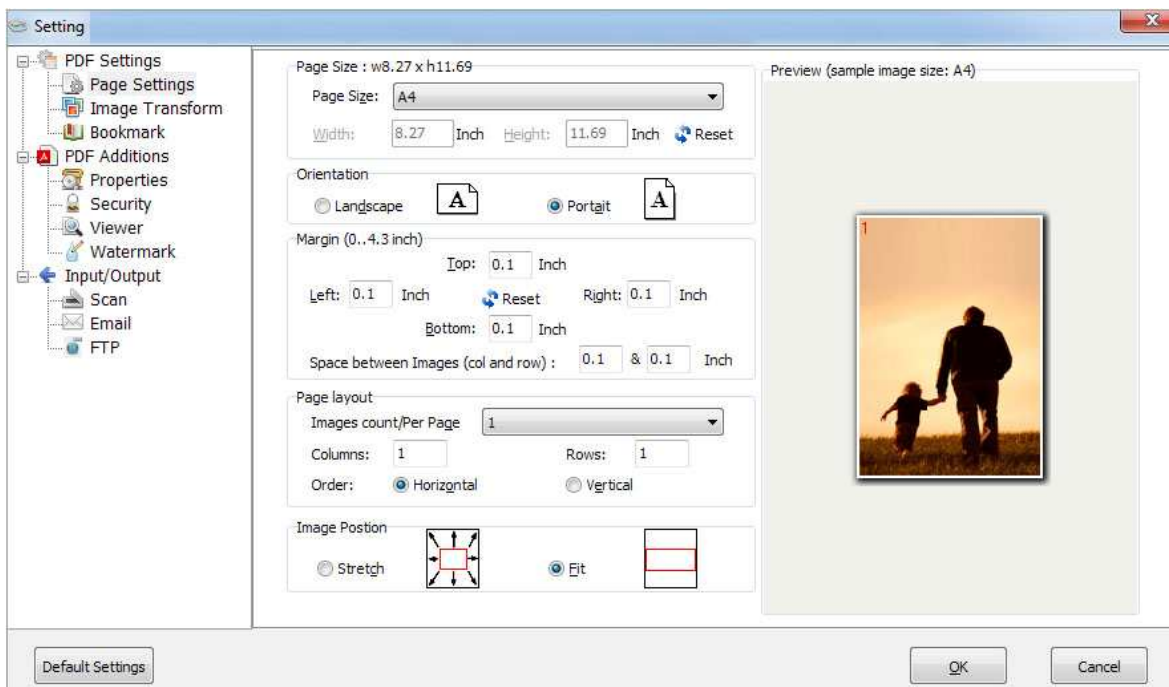 Setting
PDF Settings
Page Settings
Image Transform
Bookmark
PDF Additions
Properties
Security
Viewer
Watermark
Input/Output
Scan
Email
FTP
Page Size : w8.27 x h11.69
Page Size: A4
Width: 8.27 Inch Height: 11.69 Inch Reset
Orientation
Landscape A Portait A
Margin (0..4.3 inch)
Top: 0.1 Inch
Left: 0.1 Inch Reset Right: 0.1 Inch
Bottom: 0.1 Inch
Space between Images (col and row) : 0.1 & 0.1 Inch
Page layout
Images count/Per Page 1
Columns: 1 Rows: 1
Order: Horizontal Vertical
Image Postion
Stretch Fit
Preview (sample image size: A4)
1
Default Settings OK Cancel